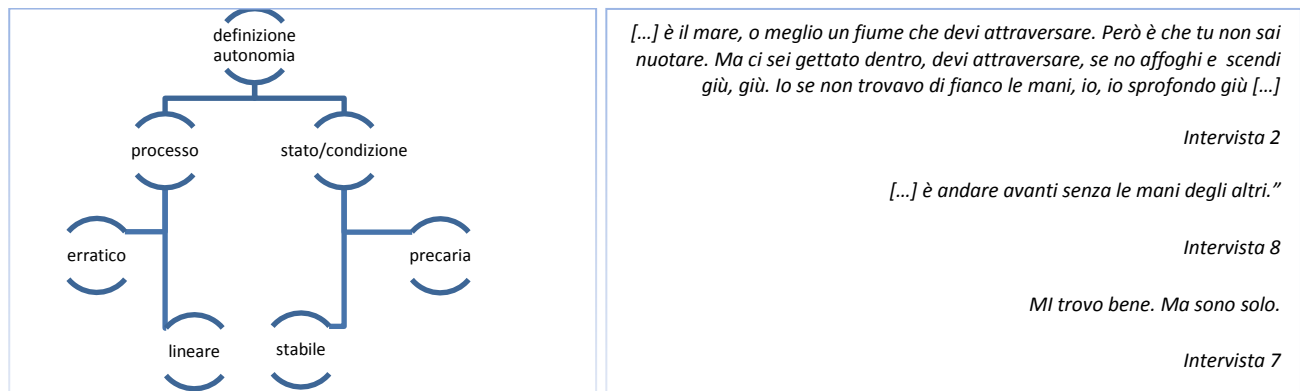 definizione
autonomia
processo
stato/condizione
erratico
precaria
lineare
stabile
[…] è il mare, o meglio un fiume che devi attraversare. Però è che tu non sai
nuotare. Ma ci sei gettato dentro, devi attraversare, se no affoghi e scendi
giù, giù. Io se non trovavo di fianco le mani, io, io sprofondo giù […]
Intervista 2
[…] è andare avanti senza le mani degli altri.”
Intervista 8
MI trovo bene. Ma sono solo.
Intervista 7